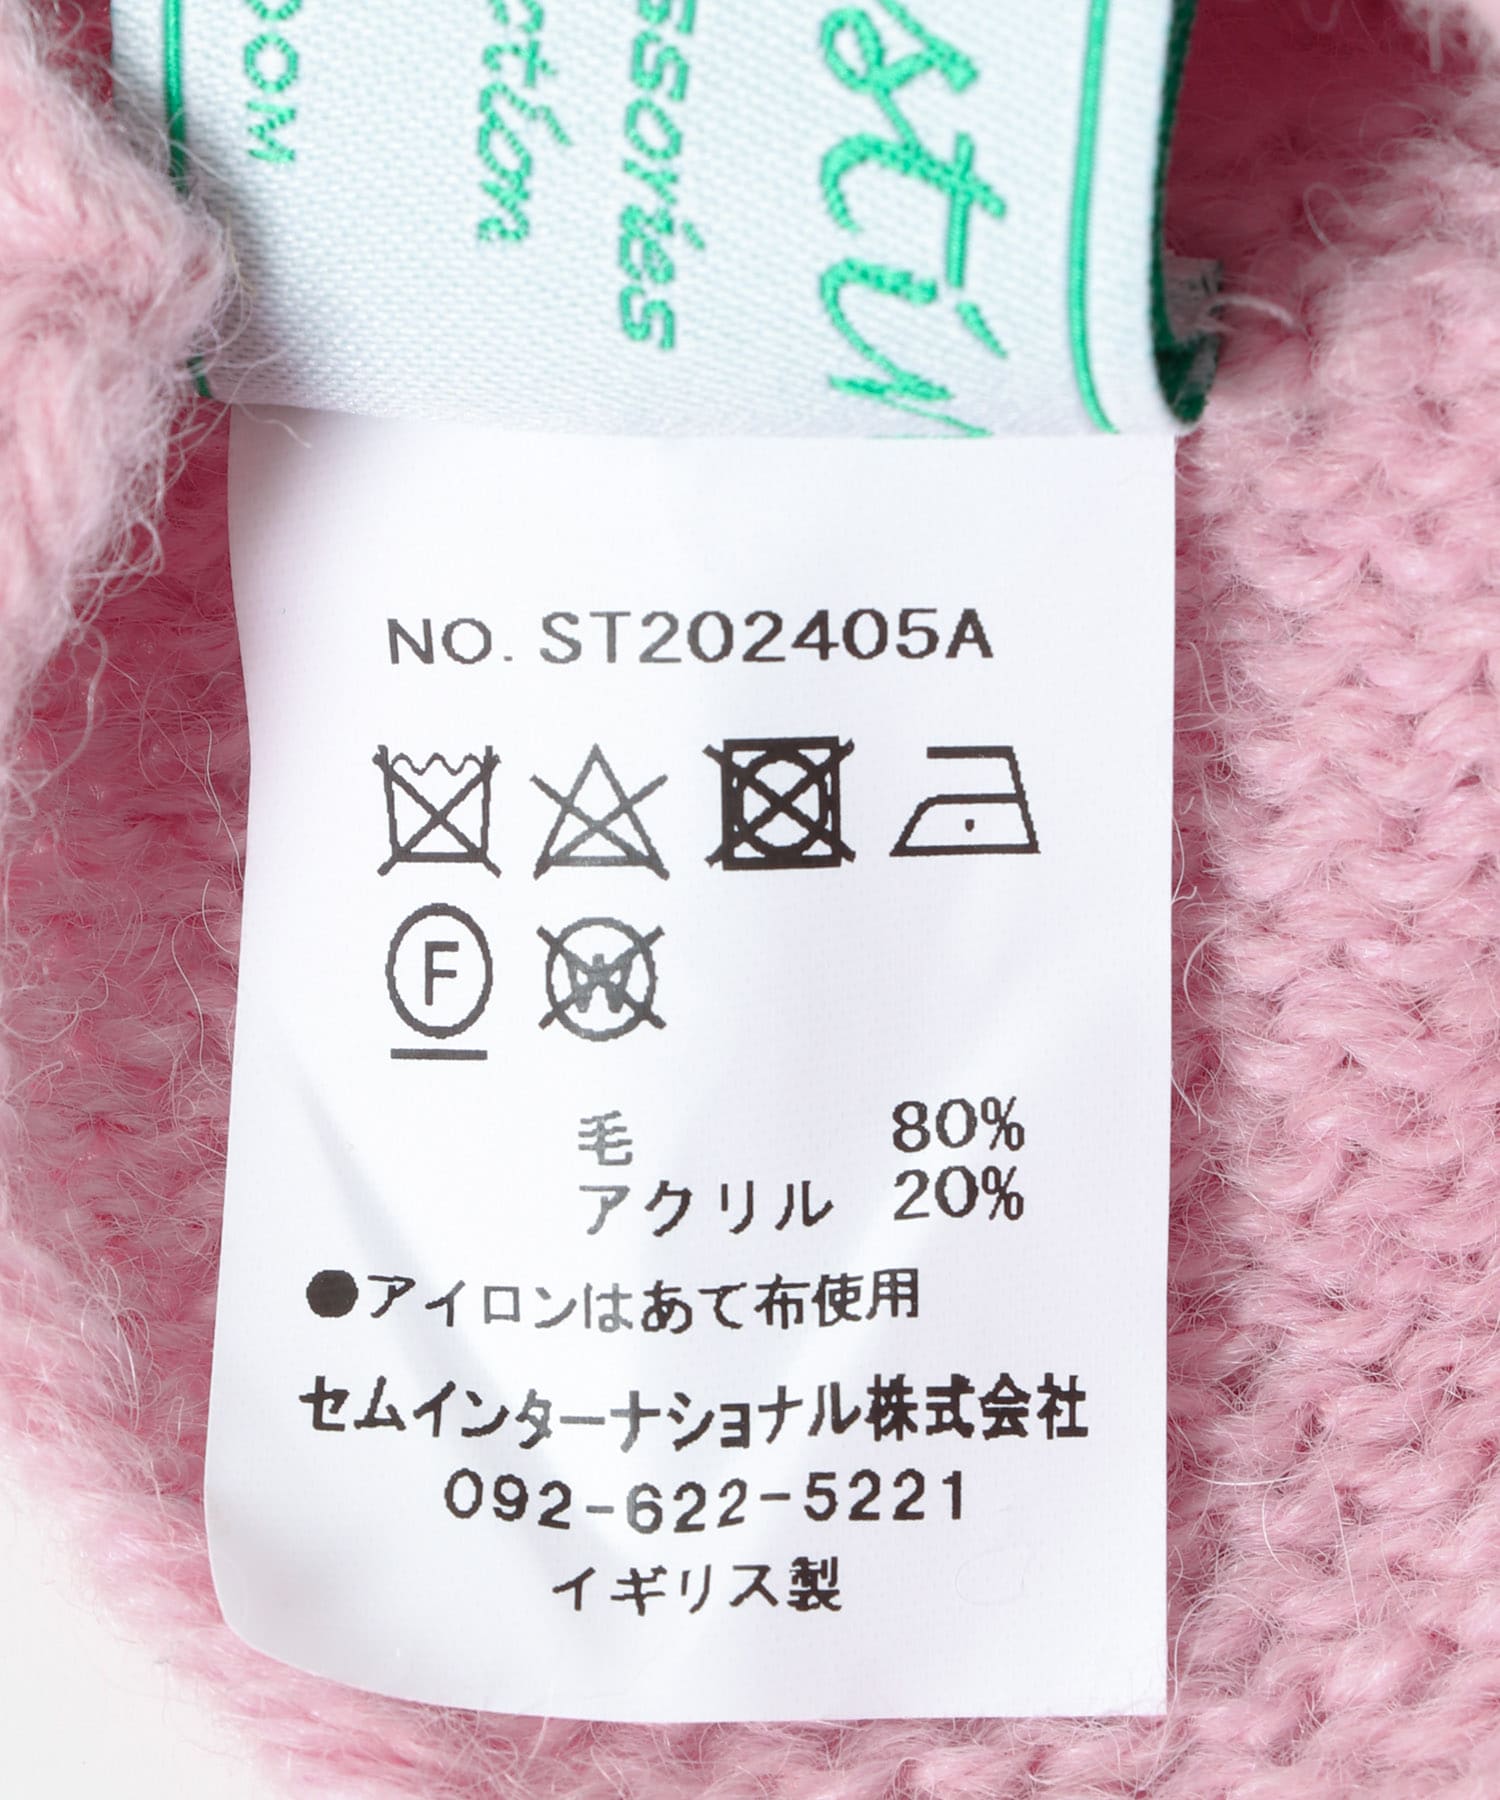 NO. ST202405A
F
W
毛 80%
アクリル 20%
●アイロンはあて布使用
セムインターナショナル株式会社
092-622-5221
イギリス製